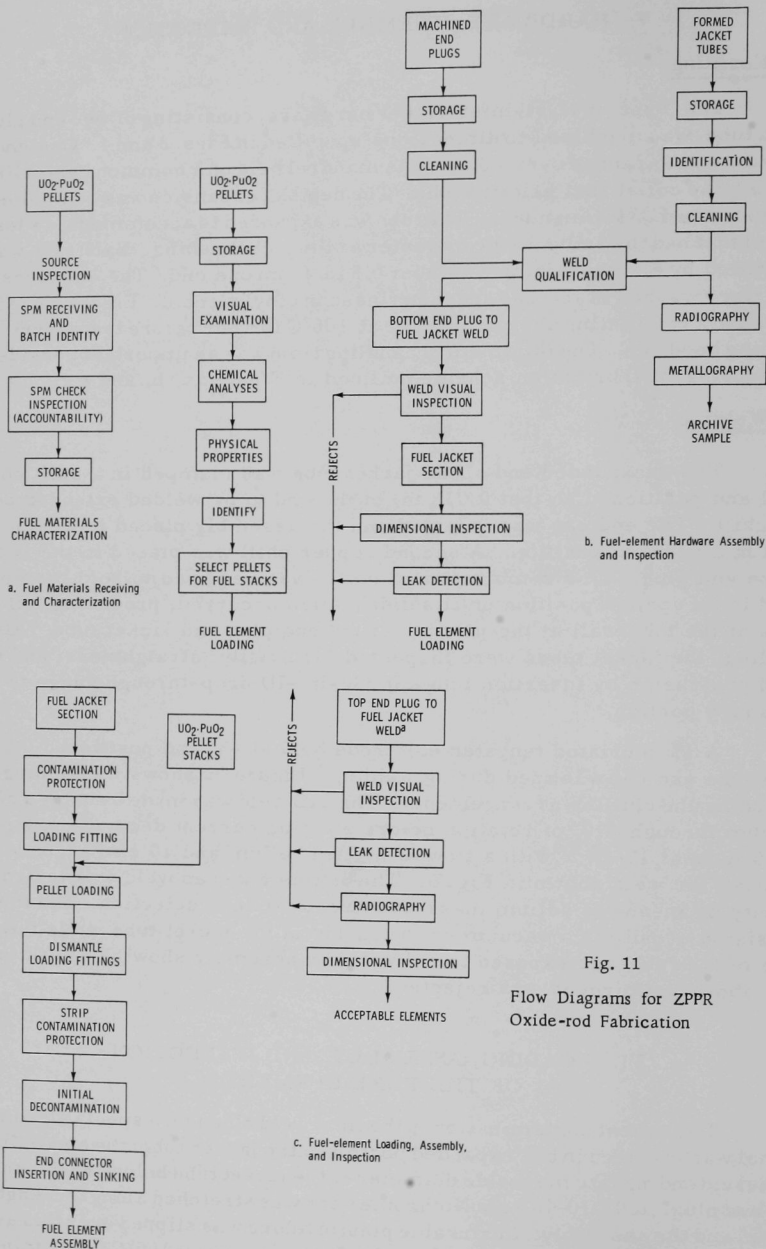 UO2-PuO2
PELLETS
SOURCE
INSPECTION
SPM RECEIVING
AND
BATCH IDENTITY
SPM CHECK
INSPECTION
(ACCOUNTABILITY)
STORAGE
FUEL MATERIALS
CHARACTERIZATION
a. Fuel Materials Receiving
and Characterization
UO2-PuO2
PELLETS
STORAGE
VISUAL
EXAMINATION
CHEMICAL
ANALYSES
PHYSICAL
PROPERTIES
IDENTIFY
SELECT PELLETS
FOR FUEL STACKS
FUEL ELEMENT
LOADING
MACHINED
END
PLUGS
STORAGE
CLEANING
FORMED
JACKET
TUBES
STORAGE
IDENTIFICATION
CLEANING
WELD
QUALIFICATION
BOTTOM END PLUG TO
FUEL JACKET WELD
WELD VISUAL
INSPECTION
FUEL JACKET
SECTION
DIMENSIONAL INSPECTION
LEAK DETECTION
REJECTS
FUEL ELEMENT
LOADING
RADIOGRAPHY
METALLOGRAPHY
ARCHIVE
SAMPLE
b. Fuel-element Hardware Assembly
and Inspection
FUEL JACKET
SECTION
CONTAMINATION
PROTECTION
LOADING FITTING
UO2-PuO2
PELLET
STACKS
PELLET LOADING
DISMANTLE
LOADING FITTINGS
STRIP
CONTAMINATION
PROTECTION
INITIAL
DECONTAMINATION
END CONNECTOR
INSERTION AND SINKING
FUEL ELEMENT
ASSEMBLY
REJECTS
TOP END PLUG TO
FUEL JACKET
WELDa
WELD VISUAL
INSPECTION
LEAK DETECTION
RADIOGRAPHY
DIMENSIONAL INSPECTION
ACCEPTABLE ELEMENTS
c. Fuel-element Loading, Assembly,
and Inspection
Fig. 11
Flow Diagrams for ZPPR
Oxide-rod Fabrication